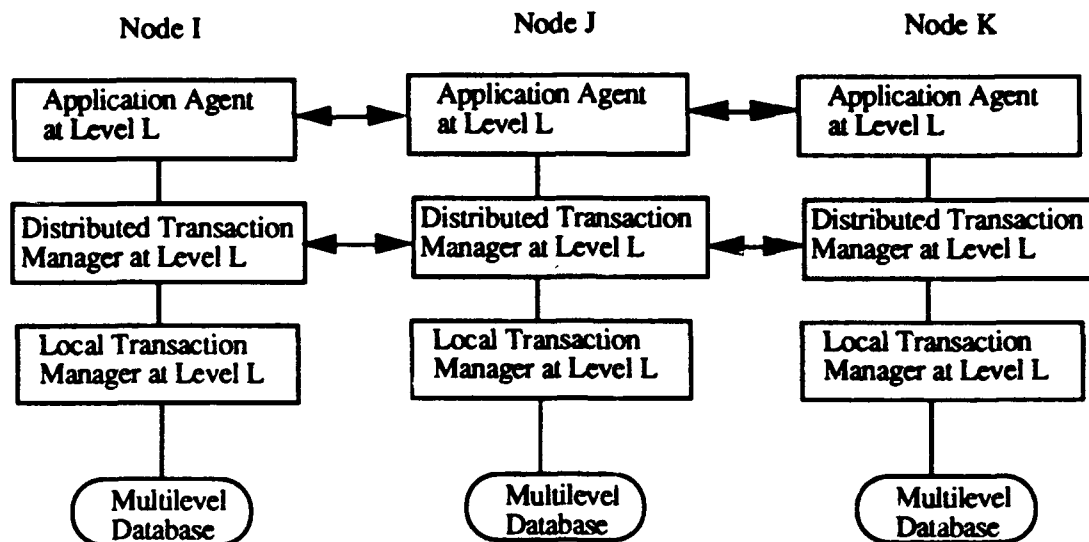 Node I
Node J
Node K
Application Agent
at Level L
Application Agent
at Level L
Application Agent
at Level L
Distributed Transaction
Manager at Level L
Distributed Transaction
Manager at Level L
Distributed Transaction
Manager at Level L
Local Transaction
Manager at Level L
Local Transaction
Manager at Level L
Local Transaction
Manager at Level L
Multilevel
Database
Multilevel
Database
Multilevel
Database